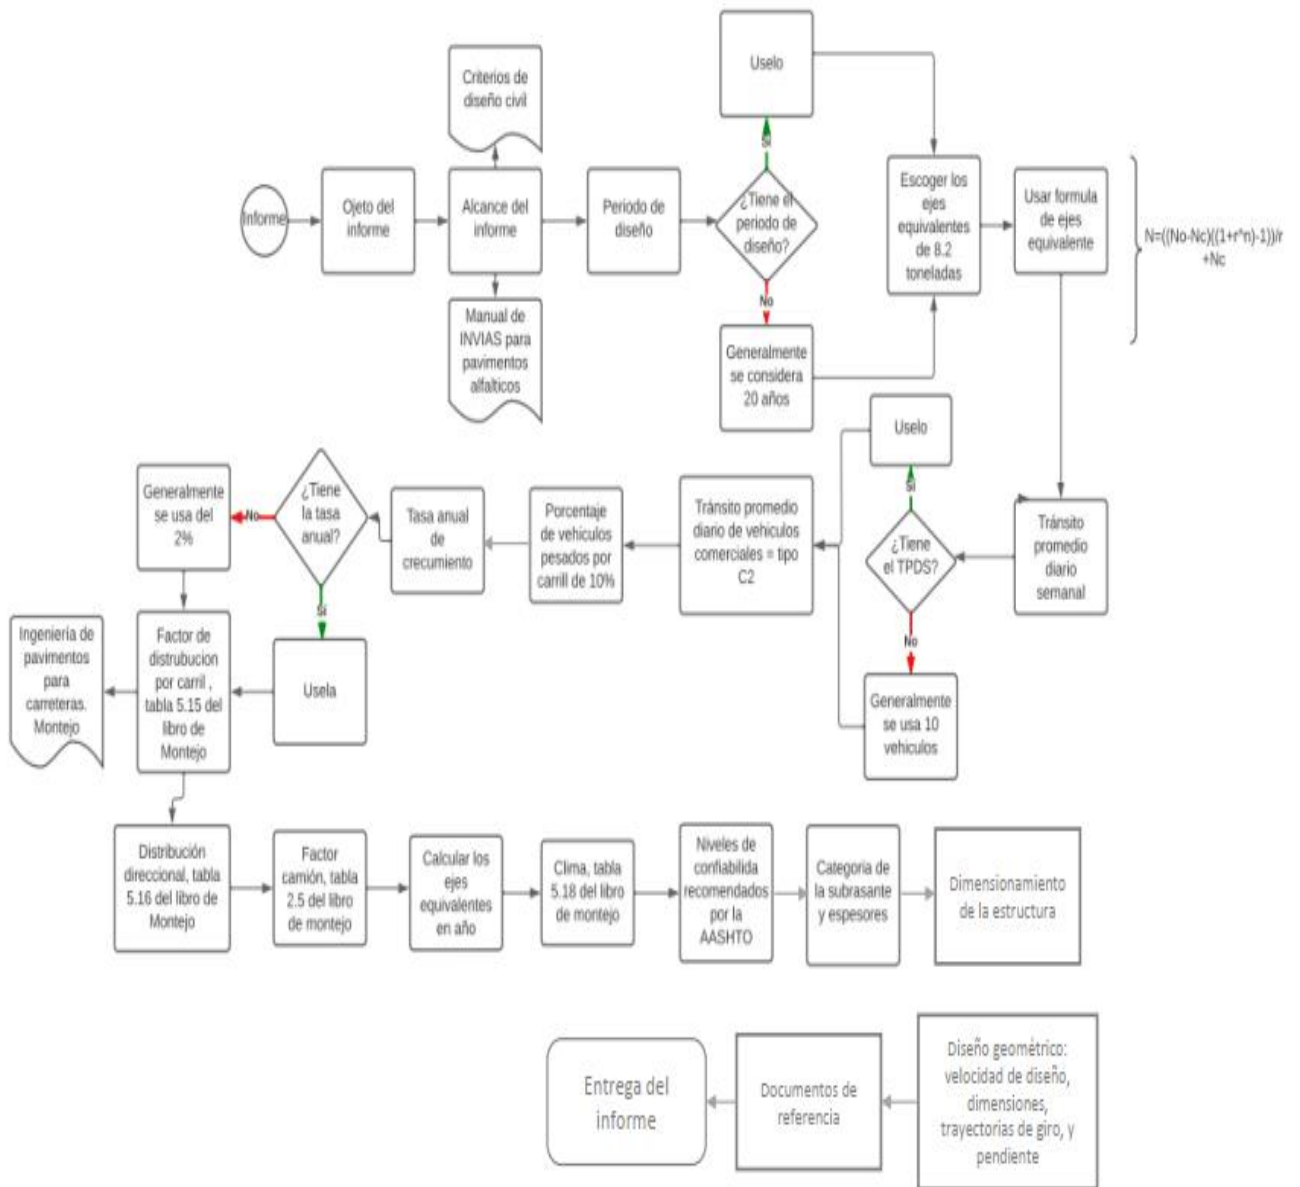 Informe
Ojeto del
informe
Criterios de
diseño civil
Alcance del
informe
Manual de
INVIAS para
pavimentos
alfalticos
Periodo de
diseño
¿Tiene el
periodo de
diseño?
Si
Uselo
No
Generalmente
se considera
20 años
Escoger los
ejes
equivalentes
de 8.2
toneladas
Usar formula
de ejes
equivalente
N=((No-Nc)((1+r^n)-1))/r
+Nc
Tránsito
promedio
diario
semanal
¿Tiene
el TPDS?
Si
Uselo
No
Generalmente
se usa 10
vehiculos
Tránsito promedio
diario de vehiculos
comerciales = tipo
C2
Porcentaje
de vehiculos
pesados por
carrill de 10%
Tasa anual
de
crecumiento
¿Tiene
la tasa
anual?
No
Generalmente
se usa del
2%
Si
Usela
Factor de
distrubucion
por carril ,
tabla 5.15 del
libro de
Montejo
Ingeniería de
pavimentos
para
carreteras.
Montejo
Distribución
direccional, tabla
5.16 del libro de
Montejo
Factor
camión, tabla
2.5 del libro
de montejo
Calcular los
ejes
equivalentes
en año
Clima, tabla
5.18 del libro
de montejo
Niveles de
confiabilida
recomendados
por la
AASHTO
Categoria de
la subrasante
y espesores
Dimensionamiento
de la estructura
Diseño geométrico:
velocidad de diseño,
dimensiones,
trayectorias de giro, y
pendiente
Documentos de
referencia
Entrega del
informe